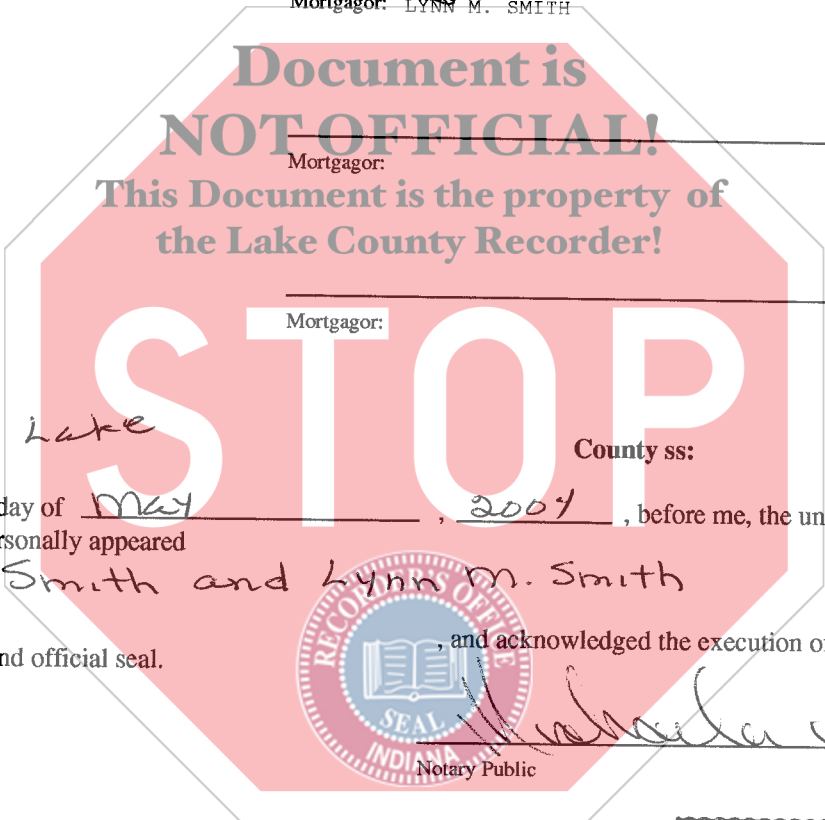 Mortgagor: LYNN M. SMITH
Document is
NOT OFFICIAL!
Mortgagor:
This Document is the property of
the Lake County Recorder!
STOP
Mortgagor:
Lake
County ss:
day of May, 2004, before me, the un
rsonally appeared
Smith and Lynn M. Smith
RECORDER'S OFFICE
, and acknowledged the execution of
nd official seal.
SEAL
INDIANA
Notary Public